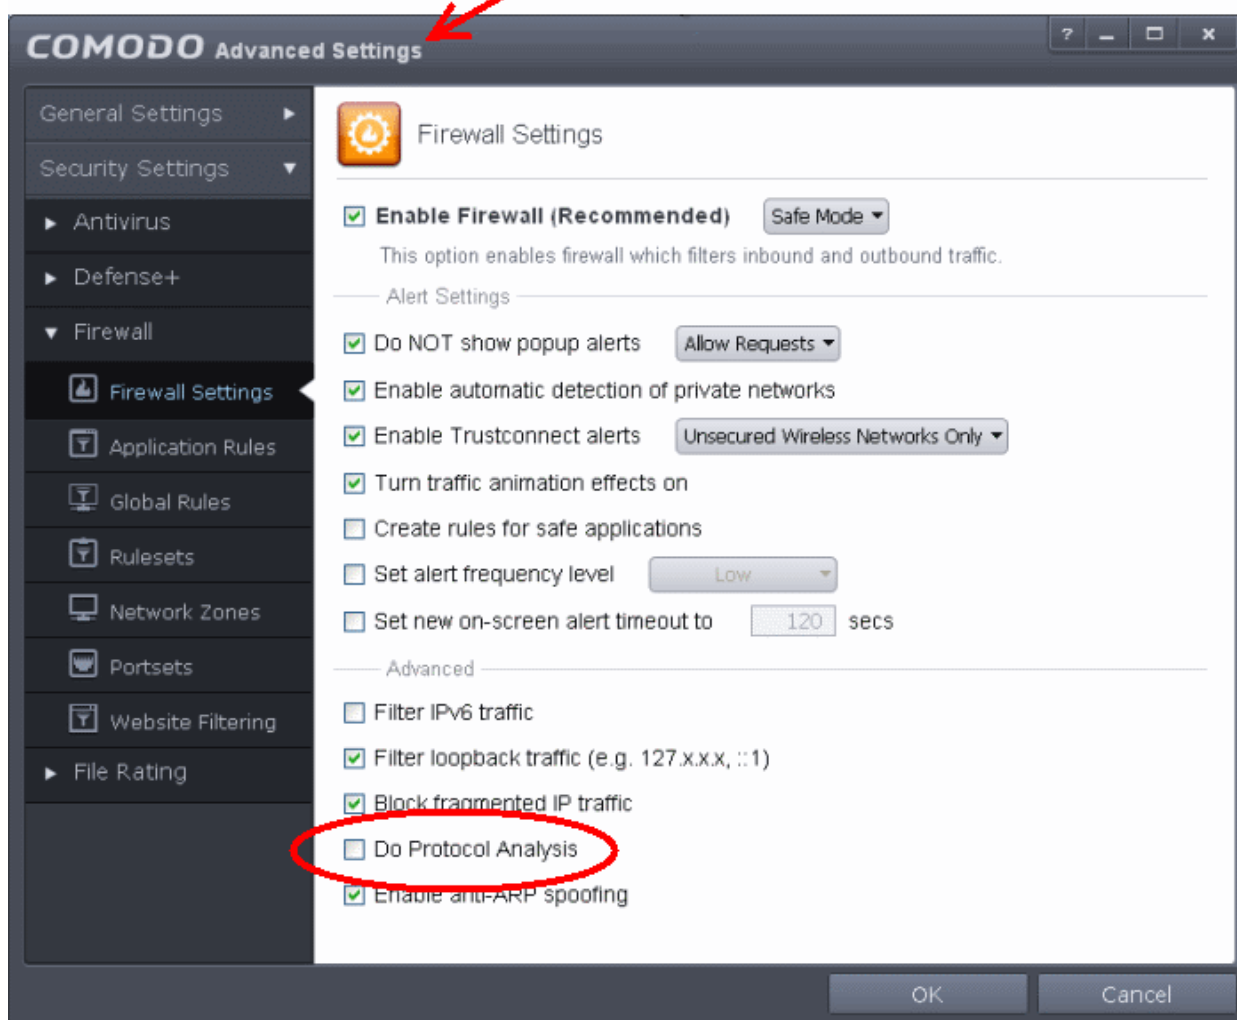 COMODO Advanced Settings
?
General Settings
Security Settings
Antivirus
Defense+
Firewall
Firewall Settings
Application Rules
Global Rules
Rulesets
Network Zones
Portsets
Website Filtering
File Rating
Firewall Settings
Enable Firewall (Recommended) Safe Mode
This option enables firewall which filters inbound and outbound traffic.
Alert Settings
Do NOT show popup alerts Allow Requests
Enable automatic detection of private networks
Enable Trustconnect alerts Unsecured Wireless Networks Only
Turn traffic animation effects on
Create rules for safe applications
Set alert frequency level Low
Set new on-screen alert timeout to 120 secs
Advanced
Filter IPv6 traffic
Filter loopback traffic (e.g. 127.x.x.x, ::1)
Block fragmented IP traffic
Do Protocol Analysis
Enable anti-ARP spoofing
OK Cancel